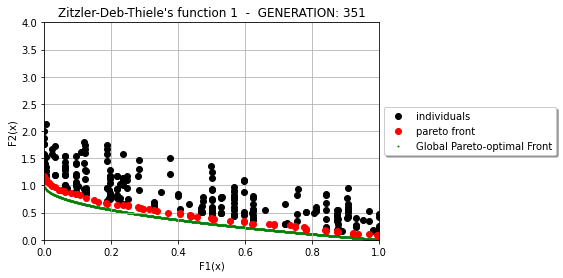 Zitzler-Deb-Thiele's function 1  -  GENERATION: 351
4.0
3.5
3.0
2.5
2.0
1.5
1.0
0.5
0.0
F2(x)
0.0 0.2 0.4 0.6 0.8 1.0
F1(x)
individuals
pareto front
Global Pareto-optimal Front